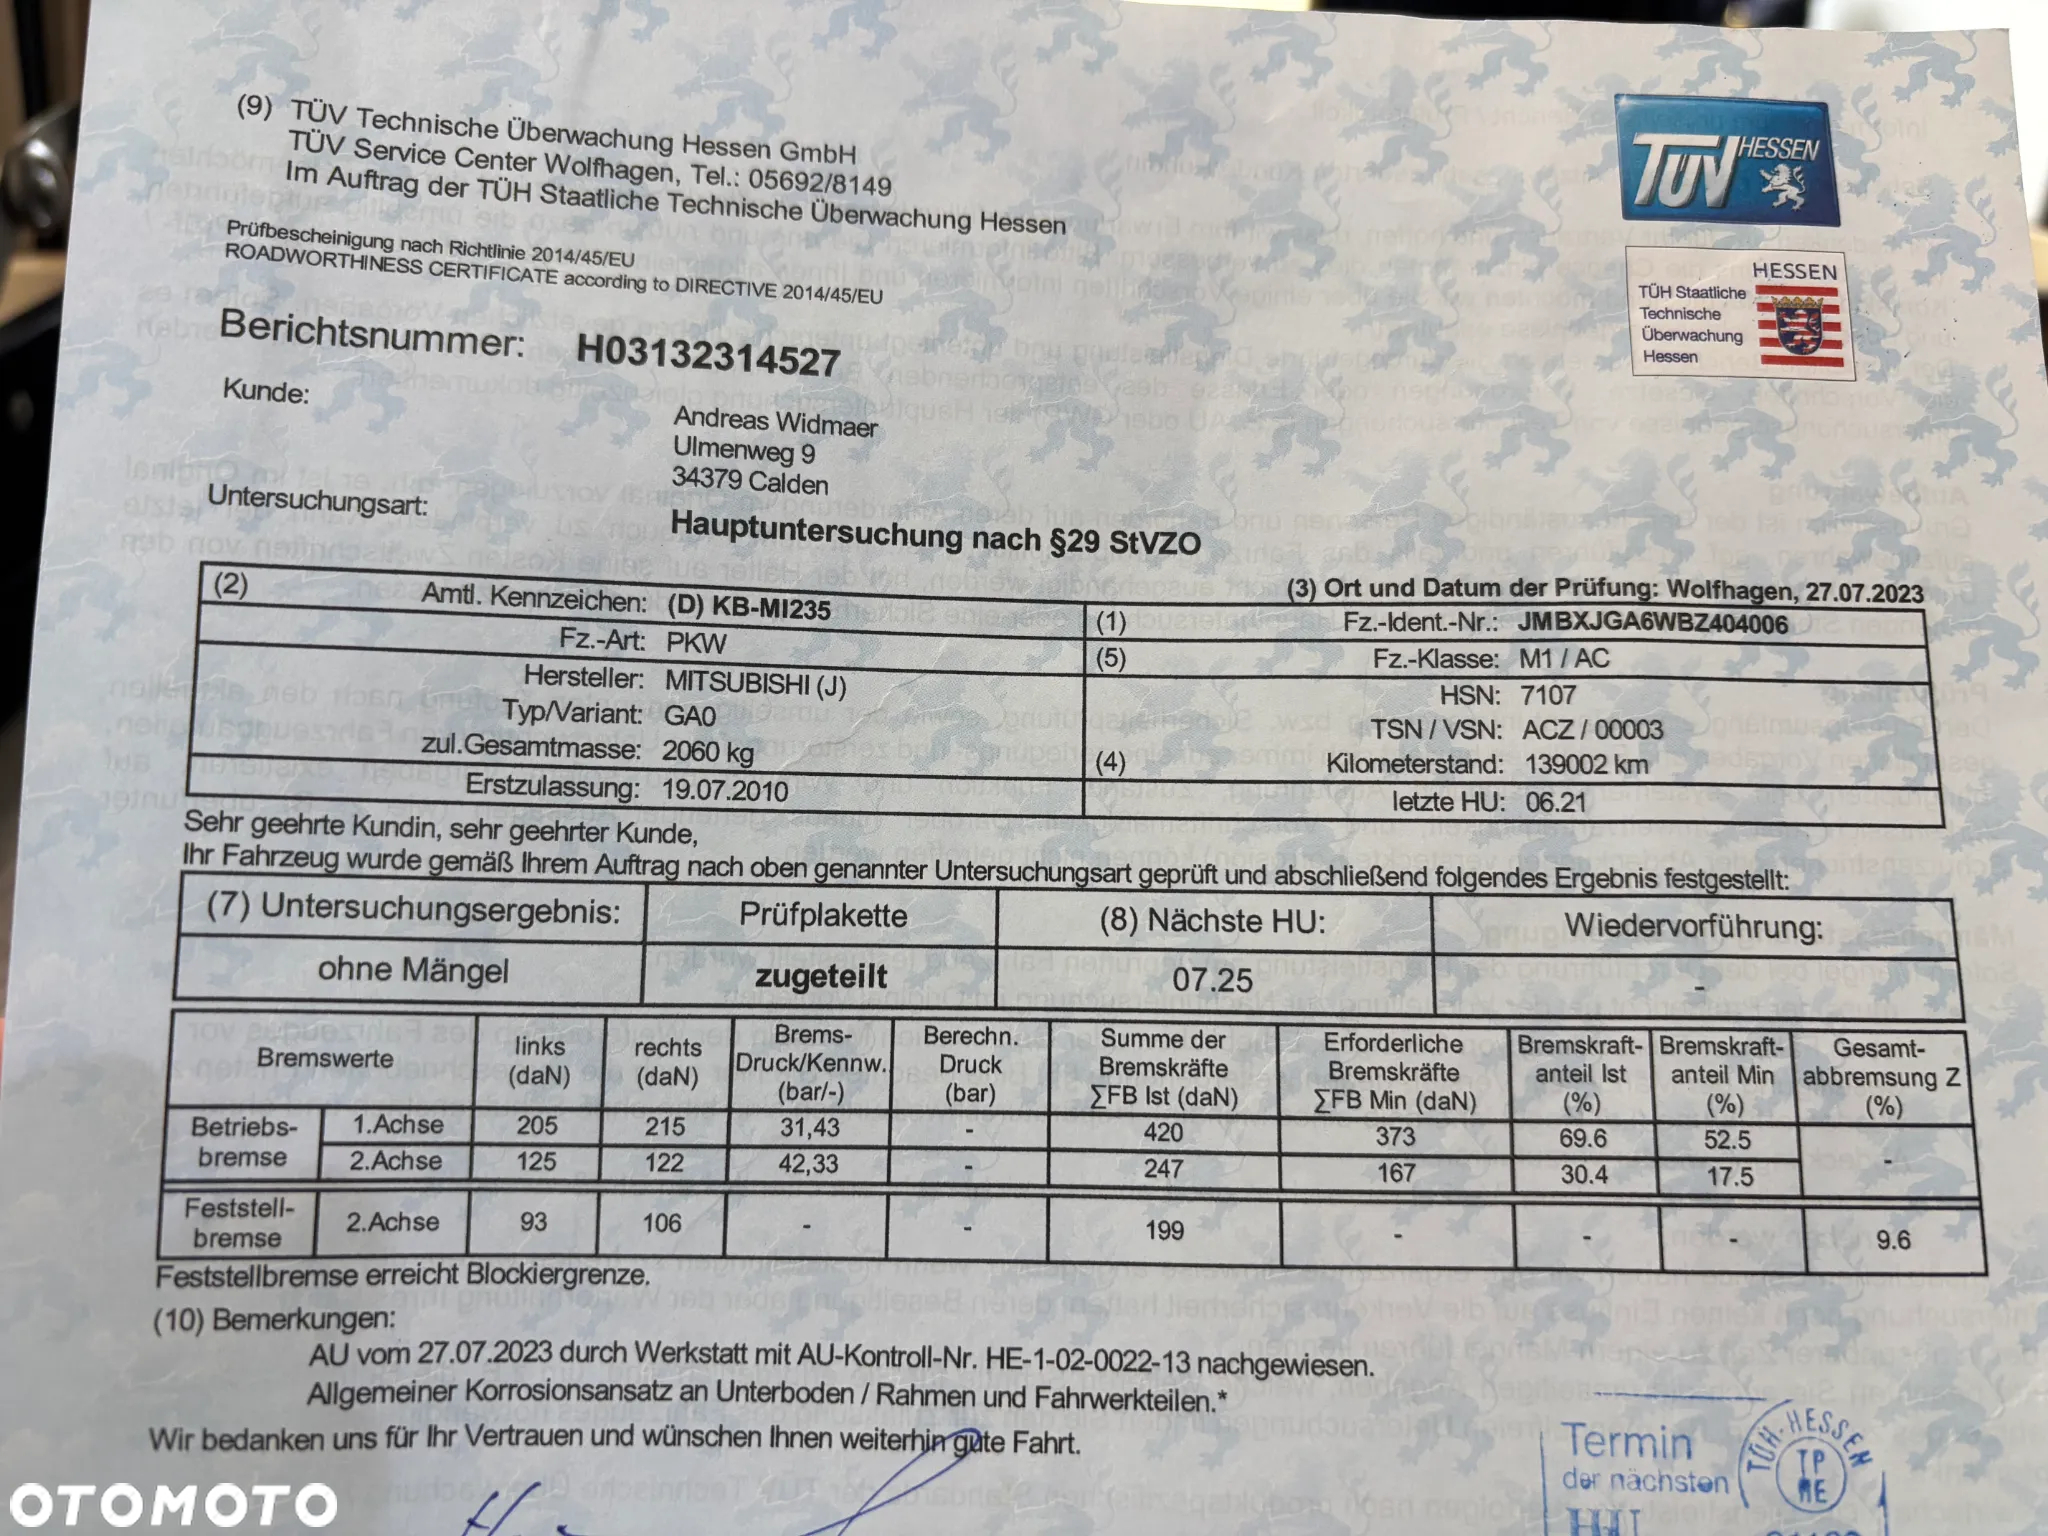 (9) TÜV Technische Überwachung Hessen GmbH
TÜV Service Center Wolfhagen, Tel.: 05692/8149
Im Auftrag der TÜH Staatliche Technische Überwachung Hessen
TÜV HESSEN
Prüfbescheinigung nach Richtlinie 2014/45/EU
ROADWORTHINESS CERTIFICATE according to DIRECTIVE 2014/45/EU
HESSEN
TÜH Staatliche
Technische
Überwachung
Hessen
Berichtsnummer: H03132314527
Kunde:
Andreas Widmaer
Ulmenweg 9
34379 Calden
Untersuchungsart: Hauptuntersuchung nach §29 StVZO
(3) Ort und Datum der Prüfung: Wolfhagen, 27.07.2023
(2) Amtl. Kennzeichen: (D) KB-MI235 (1) Fz.-Ident.-Nr.: JMBXJGA6WBZ404006
Fz.-Art: PKW (5) Fz.-Klasse: M1 / AC
Hersteller: MITSUBISHI (J) HSN: 7107
Typ/Variant: GA0 TSN / VSN: ACZ / 00003
zul.Gesamtmasse: 2060 kg (4) Kilometerstand: 139002 km
Erstzulassung: 19.07.2010 letzte HU: 06.21
Sehr geehrte Kundin, sehr geehrter Kunde,
Ihr Fahrzeug wurde gemäß Ihrem Auftrag nach oben genannter Untersuchungsart geprüft und abschließend folgendes Ergebnis festgestellt:
(7) Untersuchungsergebnis: Prüfplakette (8) Nächste HU: Wiedervorführung:
ohne Mängel zugeteilt 07.25 -
Bremswerte links (daN) rechts (daN) Brems-Druck/Kennw. (bar/-) Berechn. Druck (bar) Summe der Bremskräfte ∑FB Ist (daN) Erforderliche Bremskräfte ∑FB Min (daN) Bremskraft-anteil Ist (%) Bremskraft-anteil Min (%) Gesamt-abbremsung Z (%)
Betriebs-bremse 1.Achse 205 215 31,43 - 420 373 69.6 52.5 -
2.Achse 125 122 42,33 - 247 167 30.4 17.5
Feststell-bremse 2.Achse 93 106 - - 199 - - - 9.6
Feststellbremse erreicht Blockiergrenze.
(10) Bemerkungen:
AU vom 27.07.2023 durch Werkstatt mit AU-Kontroll-Nr. HE-1-02-0022-13 nachgewiesen.
Allgemeiner Korrosionsansatz an Unterboden / Rahmen und Fahrwerkteilen.*
Wir bedanken uns für Ihr Vertrauen und wünschen Ihnen weiterhin gute Fahrt.
Termin
der nächsten
HU
TÜH-HESSEN
TP
ME
OTOMOTO